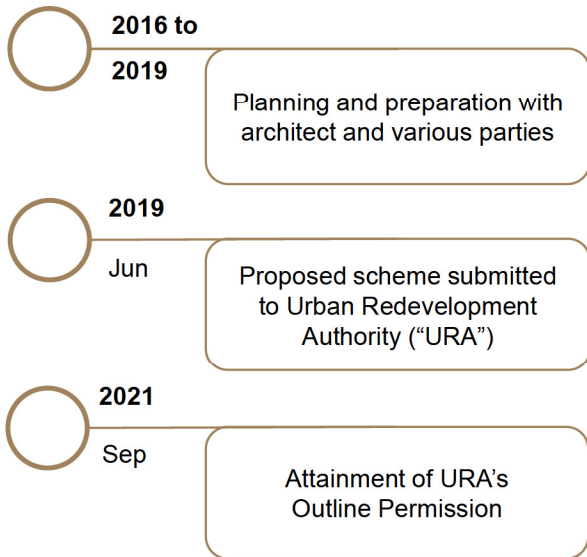 2016 to
2019
Planning and preparation with
architect and various parties
2019
Jun
Proposed scheme submitted
to Urban Redevelopment
Authority (“URA”)
2021
Sep
Attainment of URA’s
Outline Permission